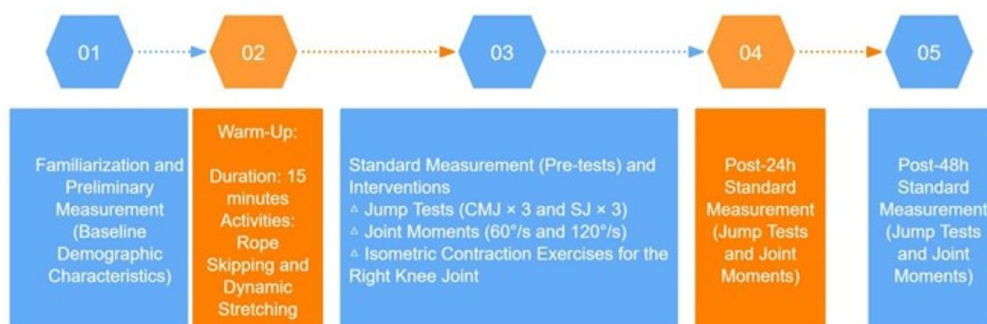 01
02
03
04
05
Familiarization and
Preliminary
Measurement
(Baseline
Demographic
Characteristics)
Warm-Up:
Duration: 15
minutes
Activities:
Rope
Skipping and
Dynamic
Stretching
Standard Measurement (Pre-tests) and
Interventions
△ Jump Tests (CMJ × 3 and SJ × 3)
△ Joint Moments (60°/s and 120°/s)
△ Isometric Contraction Exercises for the
Right Knee Joint
Post-24h
Standard
Measurement
(Jump Tests
and Joint
Moments)
Post-48h
Standard
Measurement
(Jump Tests
and Joint
Moments)